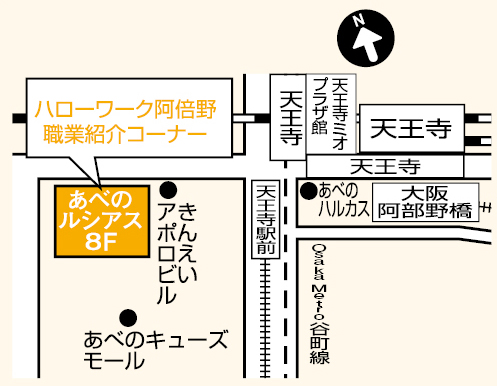 N
ハローワーク阿倍野
職業紹介コーナー
天王寺
天王寺ミオ
プラザ館
天王寺
天王寺
あべの
ルシアス
8F
きんえい
アポロビル
天王寺駅前
あべの
ハルカス
大阪
阿部野橋
Osaka Metro谷町線
あべのキューズ
モール